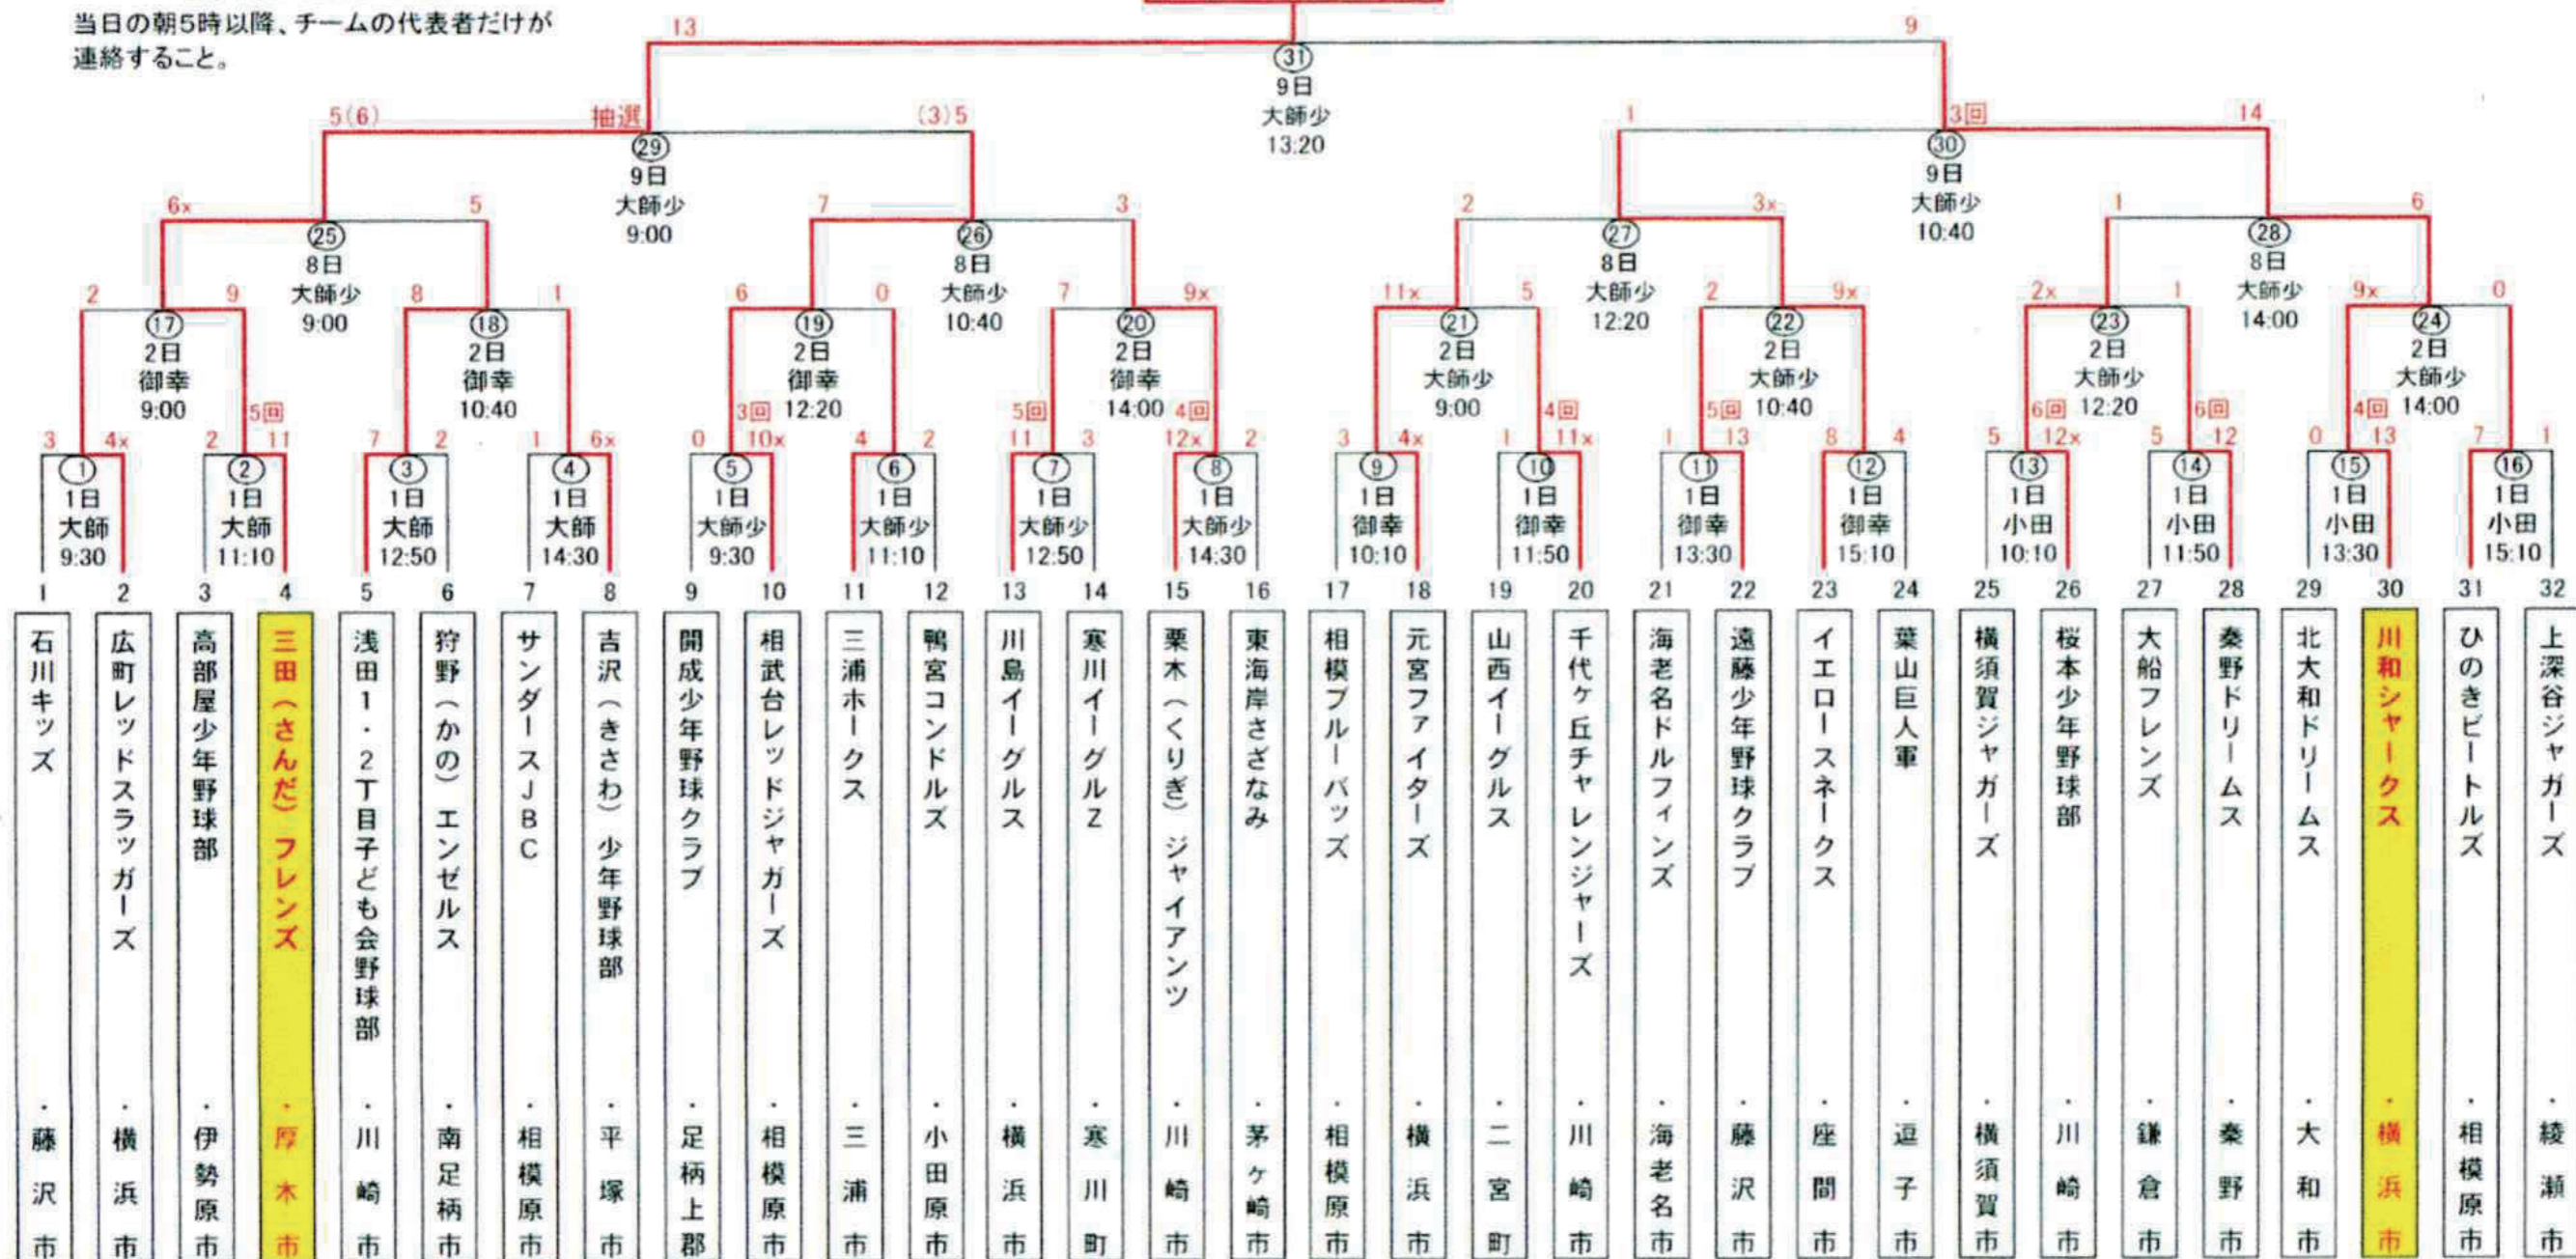 当日の朝5時以降、チームの代表者だけが
連絡すること。
13
9
㉛
9日
大師少
13:20
5(6)
抽選
(3)5
㉙
9日
大師少
9:00
1
3回
14
㉚
9日
大師少
10:40
6x
5
㉕
8日
大師少
9:00
7
3
㉖
8日
大師少
10:40
2
3x
㉗
8日
大師少
12:20
1
6
㉘
8日
大師少
14:00
2
9
⑰
2日
御幸
9:00
8
1
⑱
2日
御幸
10:40
6
0
⑲
2日
御幸
12:20
7
9x
⑳
2日
御幸
14:00
11x
5
㉑
2日
大師少
9:00
2
9x
㉒
2日
大師少
10:40
2x
1
㉓
2日
大師少
12:20
9x
0
㉔
2日
大師少
14:00
3
4x
①
1日
大師
9:30
5回
2
11
②
1日
大師
11:10
7
2
③
1日
大師
12:50
1
6x
④
1日
大師
14:30
3回
0
10x
⑤
1日
大師少
9:30
4
2
⑥
1日
大師少
11:10
5回
11
3
⑦
1日
大師少
12:50
4回
12x
2
⑧
1日
大師少
14:30
3
4x
⑨
1日
御幸
10:10
4回
1
11x
⑩
1日
御幸
11:50
5回
1
13
⑪
1日
御幸
13:30
8
4
⑫
1日
御幸
15:10
6回
5
12x
⑬
1日
小田
10:10
6回
5
12
⑭
1日
小田
11:50
4回
0
13
⑮
1日
小田
13:30
7
1
⑯
1日
小田
15:10
1
石川キッズ・藤沢市
2
広町レッドスラッガーズ・横浜市
3
高部屋少年野球部・伊勢原市
4
三田(さんだ)フレンズ・厚木市
5
浅田1・2丁目子ども会野球部・川崎市
6
狩野(かの)エンゼルス・南足柄市
7
サンダースJBC・相模原市
8
吉沢(きさわ)少年野球部・平塚市
9
開成少年野球クラブ・足柄上郡
10
相武台レッドジャガーズ・相模原市
11
三浦ホークス・三浦市
12
鴨宮コンドルズ・小田原市
13
川島イーグルス・横浜市
14
寒川イーグルZ・寒川町
15
栗木(くりぎ)ジャイアンツ・川崎市
16
東海岸さざなみ・茅ヶ崎市
17
相模ブルーバッズ・相模原市
18
元宮ファイターズ・横浜市
19
山西イーグルス・二宮町
20
千代ヶ丘チャレンジャーズ・川崎市
21
海老名ドルフィンズ・海老名市
22
遠藤少年野球クラブ・藤沢市
23
イエロースネークス・座間市
24
葉山巨人軍・逗子市
25
横須賀ジャガーズ・横須賀市
26
桜本少年野球部・川崎市
27
大船フレンズ・鎌倉市
28
秦野ドリームス・秦野市
29
北大和ドリームス・大和市
30
川和シャークス・横浜市
31
ひのきビートルズ・相模原市
32
上深谷ジャガーズ・綾瀬市